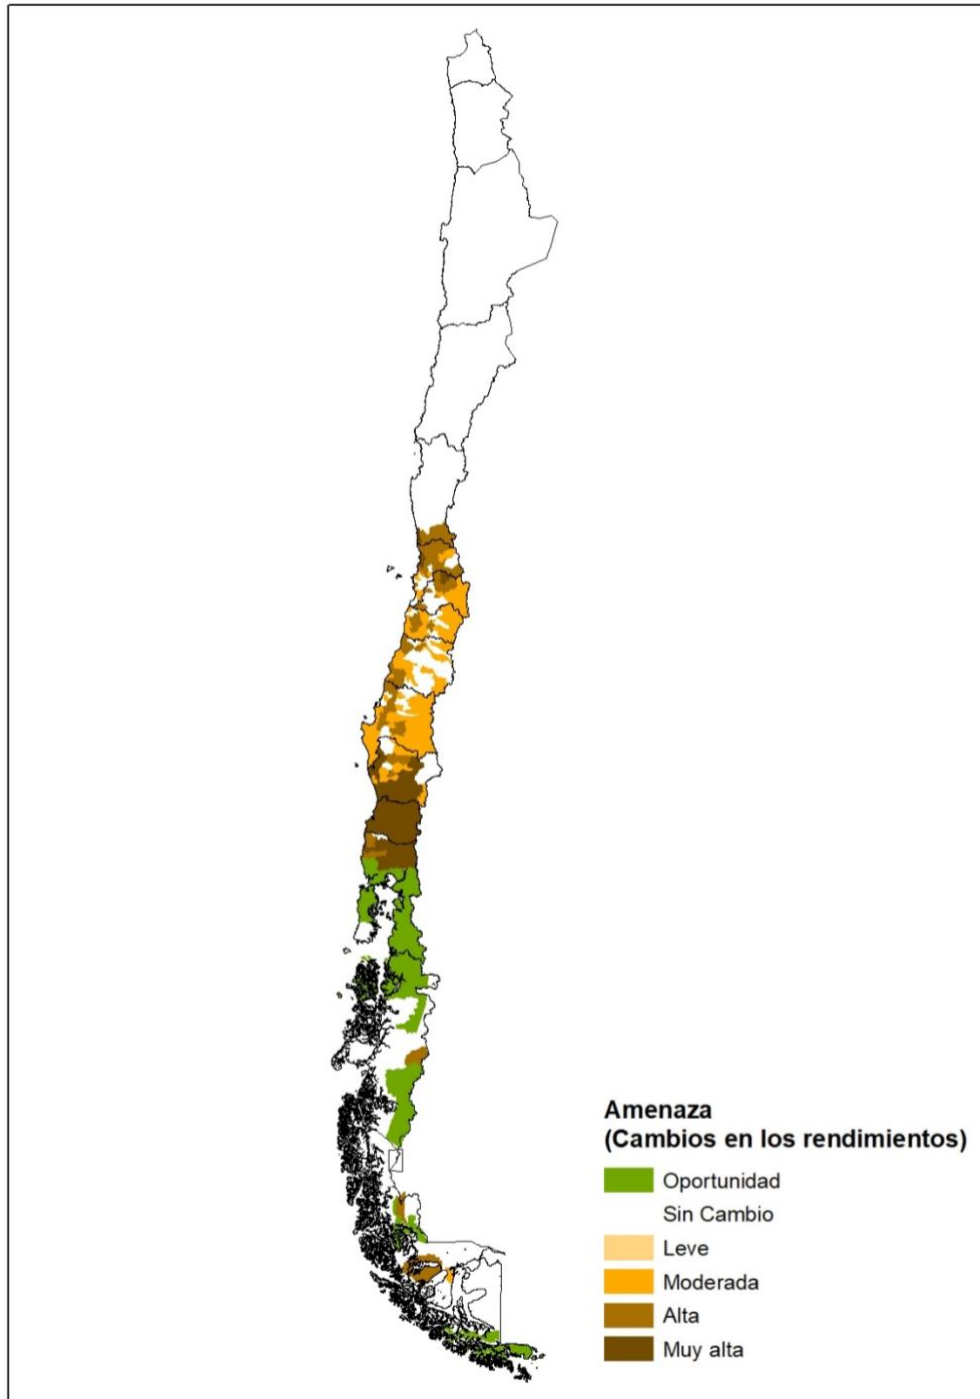 Amenaza
(Cambios en los rendimientos)
Oportunidad
Sin Cambio
Leve
Moderada
Alta
Muy alta